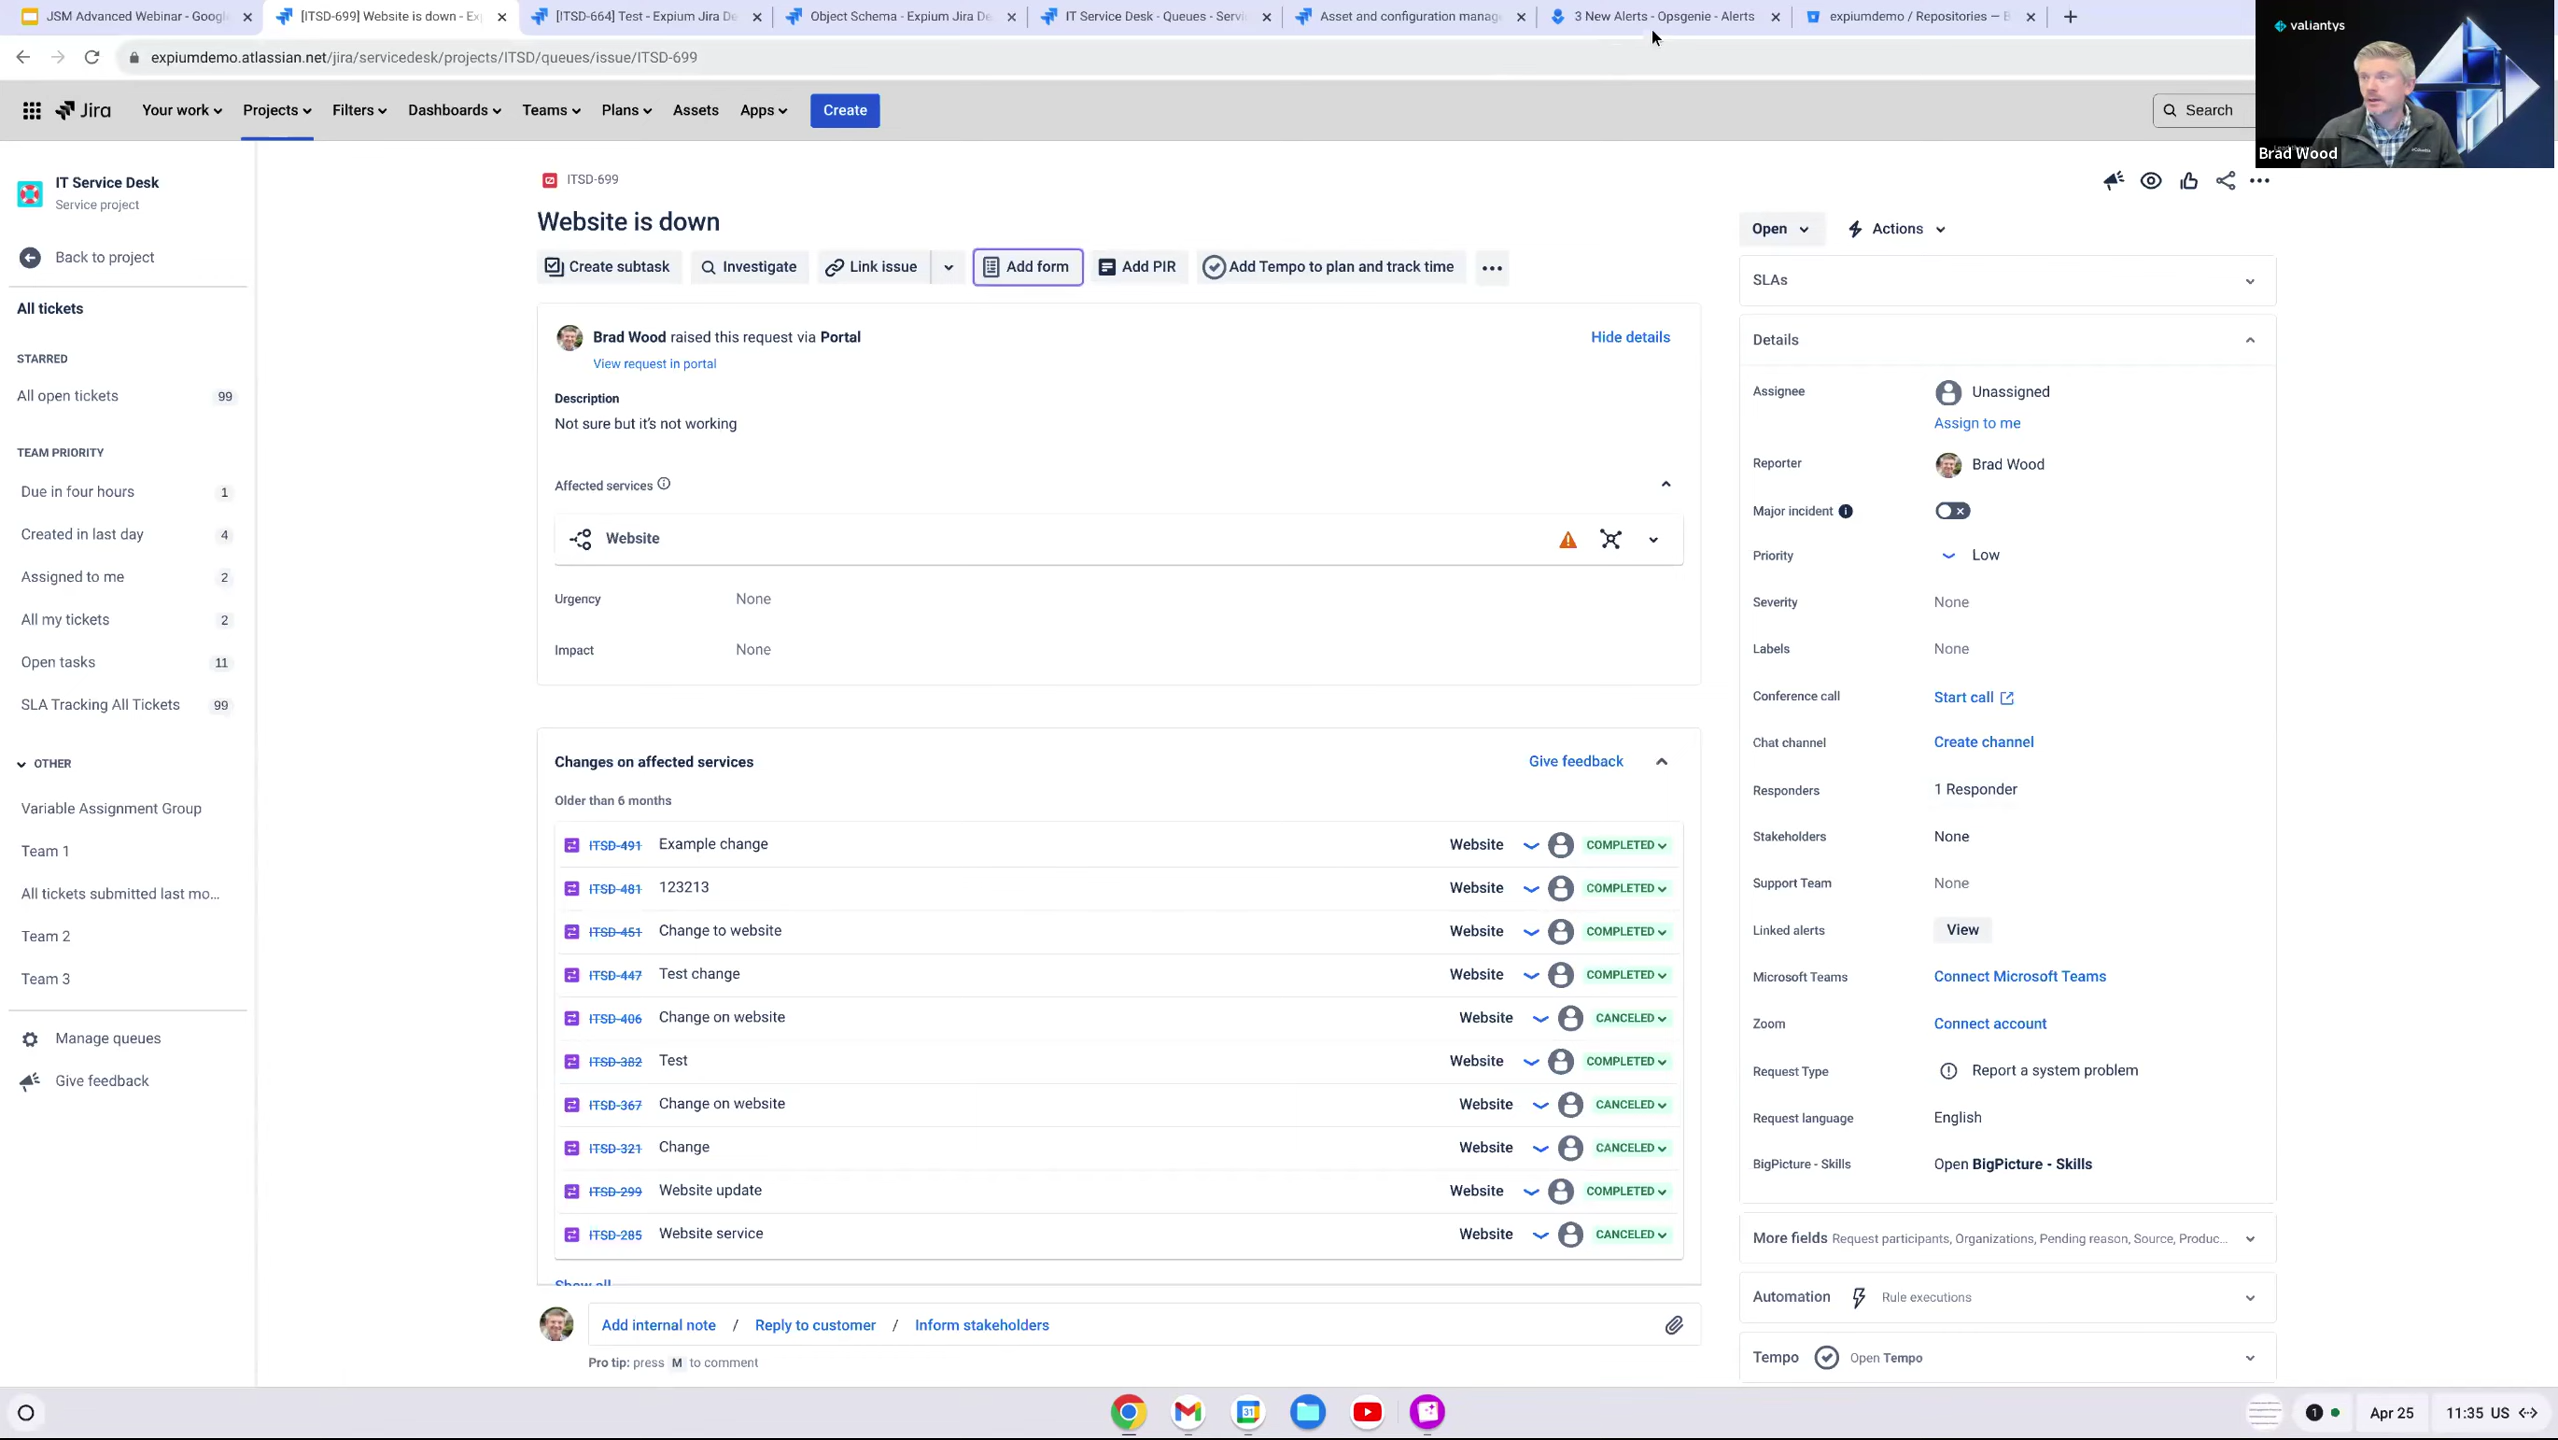 JSM Advanced Webinar - Googl
[ITSD-699] Website is down - Ex
[ITSD-664] Test - Expium Jira De
Object Schema - Expium Jira De
IT Service Desk - Queues - Servi
Asset and configuration manag
3 New Alerts - Opsgenie - Alerts
expiumdemo / Repositories — B
valiantys
Brad Wood
expiumdemo.atlassian.net/jira/servicedesk/projects/ITSD/queues/issue/ITSD-699
Jira
Your work
Projects
Filters
Dashboards
Teams
Plans
Assets
Apps
Create
Search
IT Service Desk
Service project
Back to project
All tickets
STARRED
All open tickets 99
TEAM PRIORITY
Due in four hours 1
Created in last day 4
Assigned to me 2
All my tickets 2
Open tasks 11
SLA Tracking All Tickets 99
OTHER
Variable Assignment Group
Team 1
All tickets submitted last mo...
Team 2
Team 3
Manage queues
Give feedback
ITSD-699
Website is down
Create subtask
Investigate
Link issue
Add form
Add PIR
Add Tempo to plan and track time
Brad Wood raised this request via Portal
Hide details
View request in portal
Description
Not sure but it's not working
Affected services
Website
Urgency None
Impact None
Changes on affected services
Give feedback
Older than 6 months
ITSD-491 Example change Website COMPLETED
ITSD-481 123213 Website COMPLETED
ITSD-451 Change to website Website COMPLETED
ITSD-447 Test change Website COMPLETED
ITSD-406 Change on website Website CANCELED
ITSD-382 Test Website COMPLETED
ITSD-367 Change on website Website CANCELED
ITSD-321 Change Website CANCELED
ITSD-299 Website update Website COMPLETED
ITSD-285 Website service Website CANCELED
Show all
Add internal note / Reply to customer / Inform stakeholders
Pro tip: press M to comment
Open
Actions
SLAs
Details
Assignee Unassigned
Assign to me
Reporter Brad Wood
Major incident
Priority Low
Severity None
Labels None
Conference call Start call
Chat channel Create channel
Responders 1 Responder
Stakeholders None
Support Team None
Linked alerts View
Microsoft Teams Connect Microsoft Teams
Zoom Connect account
Request Type Report a system problem
Request language English
BigPicture - Skills Open BigPicture - Skills
More fields Request participants, Organizations, Pending reason, Source, Produc...
Automation Rule executions
Tempo Open Tempo
31
1
Apr 25
11:35 US